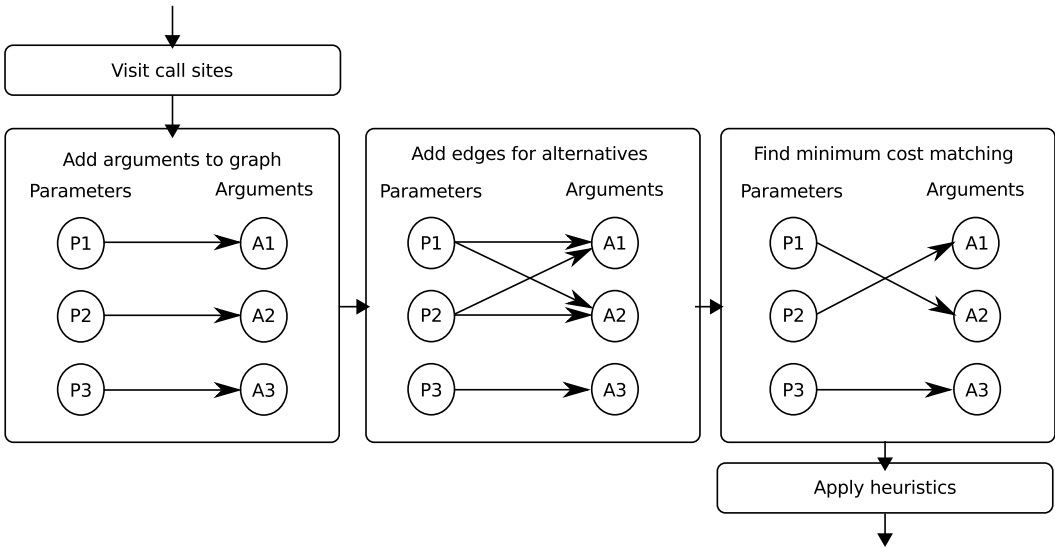 Visit call sites
Add arguments to graph
Parameters Arguments
P1 A1
P2 A2
P3 A3
Add edges for alternatives
Parameters Arguments
P1 A1
P2 A2
P3 A3
Find minimum cost matching
Parameters Arguments
P1 A1
P2 A2
P3 A3
Apply heuristics